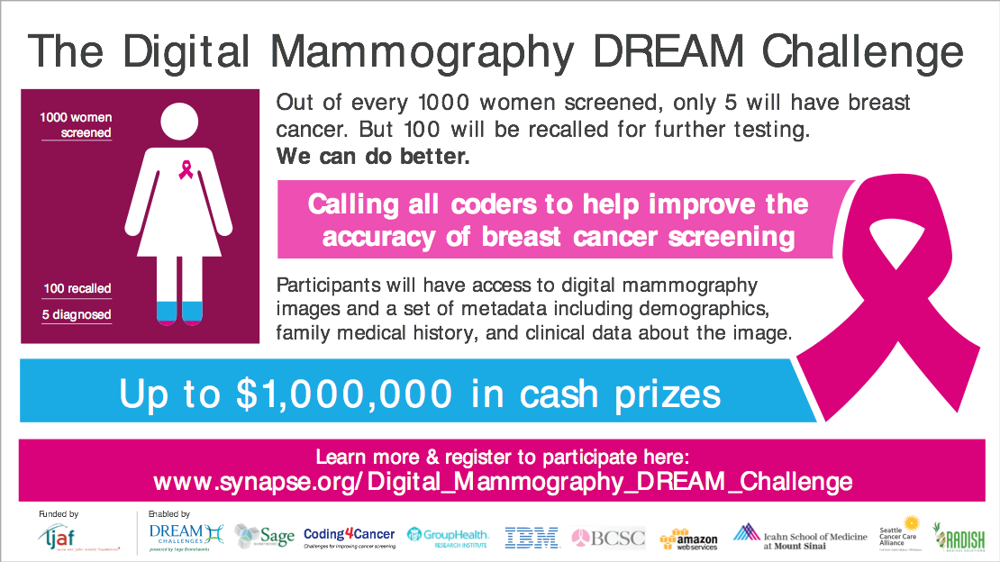 The Digital Mammography DREAM Challenge
1000 women
screened
100 recalled
5 diagnosed
Out of every 1000 women screened, only 5 will have breast
cancer. But 100 will be recalled for further testing.
We can do better.
Calling all coders to help improve the
accuracy of breast cancer screening
Participants will have access to digital mammography
images and a set of metadata including demographics,
family medical history, and clinical data about the image.
Up to $1,000,000 in cash prizes
Learn more & register to participate here:
www.synapse.org/Digital_Mammography_DREAM_Challenge
Funded by
ljaf
Enabled by
DREAM
CHALLENGES
powered by Sage Bionetworks
Sage
BIONETWORKS
Coding4Cancer
Challenges for improving cancer screening
GroupHealth
RESEARCH INSTITUTE
IBM
BCSC
amazon
webservices
Icahn School of Medicine
at Mount Sinai
Seattle
Cancer Care
Alliance
RADISH
MEDICAL SOLUTIONS